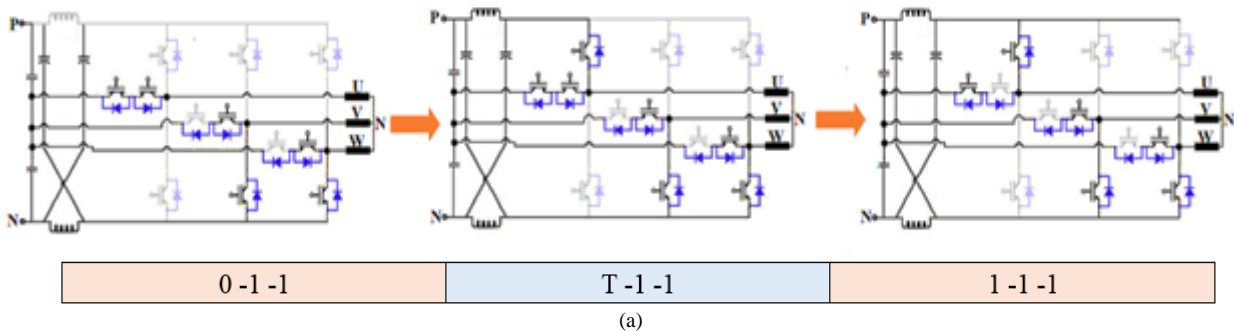 P P P
U U U
V V V
N N N
W W W
N N N
0 -1 -1 T -1 -1 1 -1 -1
(a)